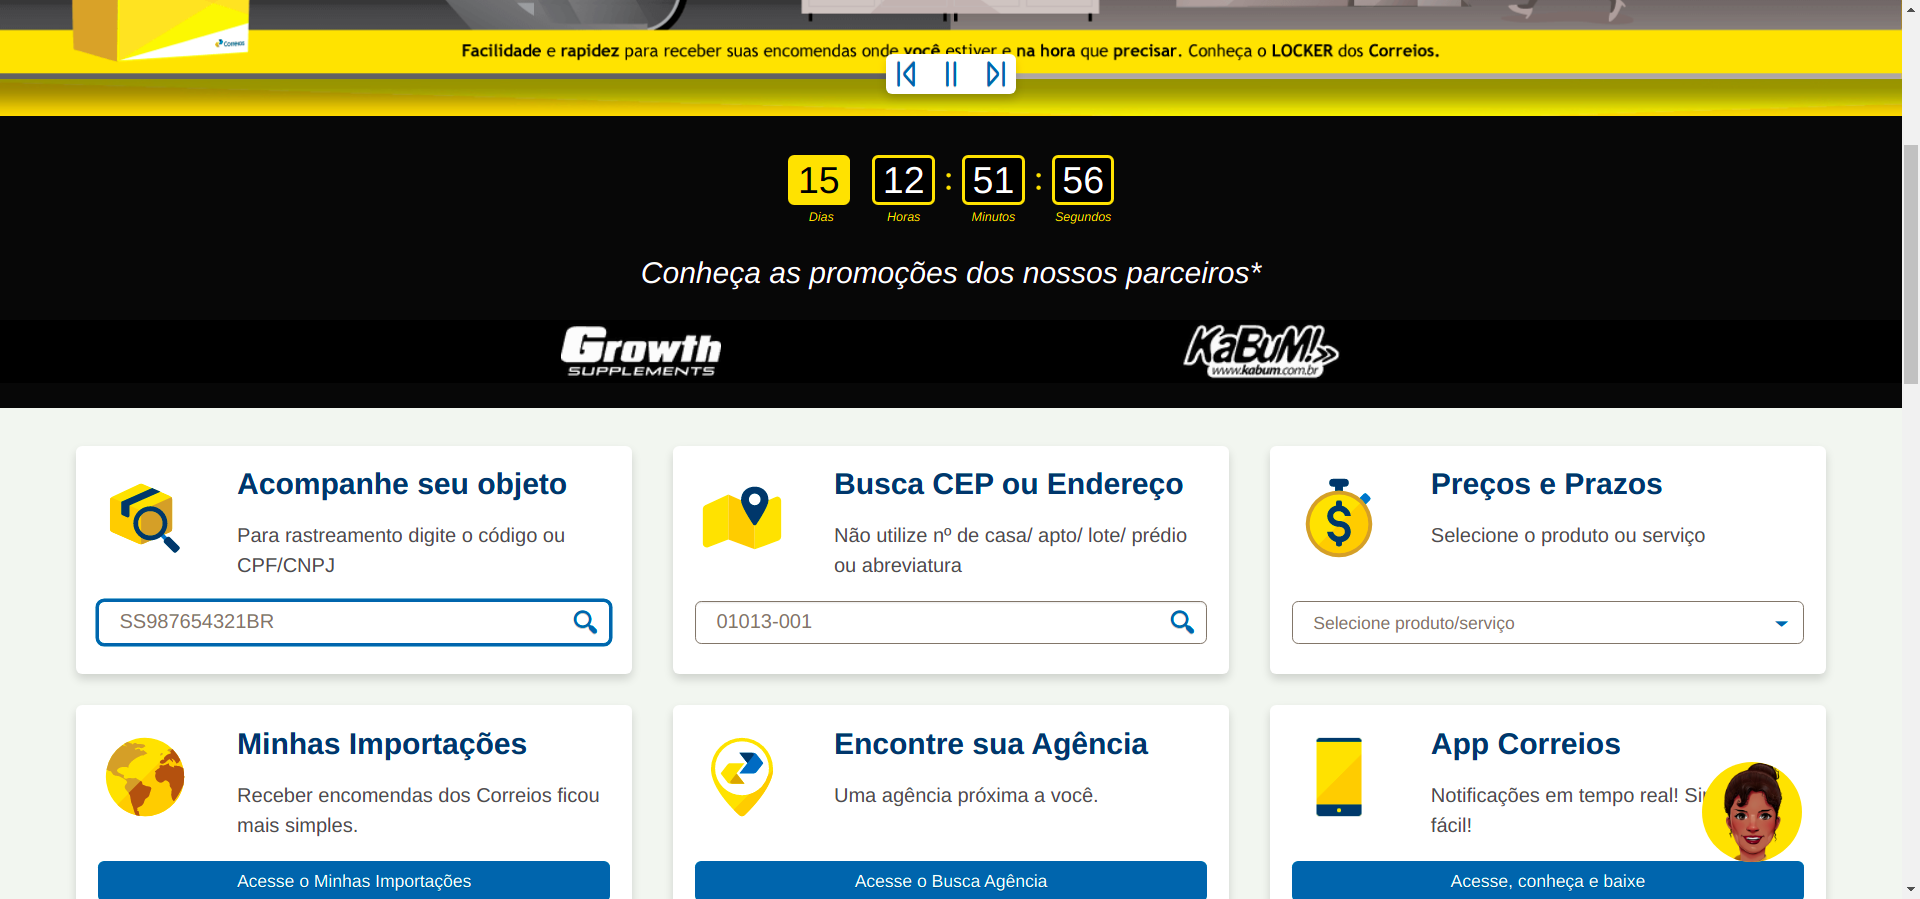 Correios
Facilidade e rapidez para receber suas encomendas onde você estiver e na hora que precisar. Conheça o LOCKER dos Correios.
15 12 : 51 : 56
Dias Horas Minutos Segundos
Conheça as promoções dos nossos parceiros*
Growth
SUPPLEMENTS
KaBuM!
www.kabum.com.br
Acompanhe seu objeto
Para rastreamento digite o código ou
CPF/CNPJ
SS987654321BR
Busca CEP ou Endereço
Não utilize nº de casa/ apto/ lote/ prédio
ou abreviatura
01013-001
Preços e Prazos
Selecione o produto ou serviço
Selecione produto/serviço
Minhas Importações
Receber encomendas dos Correios ficou
mais simples.
Acesse o Minhas Importações
Encontre sua Agência
Uma agência próxima a você.
Acesse o Busca Agência
App Correios
Notificações em tempo real!
fácil!
Acesse, conheça e baixe